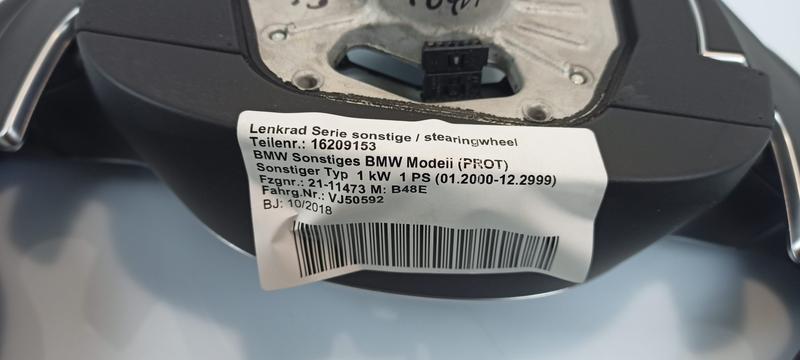 Lenkrad Serie sonstige / stearingwheel
Teilenr.: 16209153
BMW Sonstiges BMW Modeii (PROT)
Sonstiger Typ 1 kW 1 PS (01.2000-12.2999)
Fzgnr.: 21-11473 M: B48E
Fahrg.Nr.: VJ50592
BJ: 10/2018